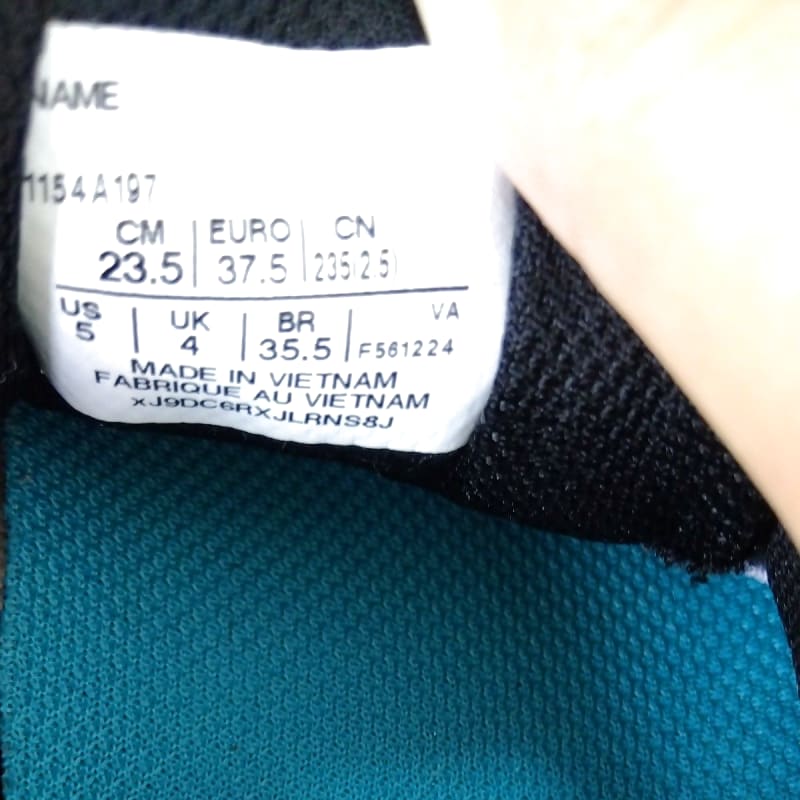 NAME
1154A197
CM EURO CN
23.5 37.5 235(2.5)
US UK BR VA
5 4 35.5 F561224
MADE IN VIETNAM
FABRIQUE AU VIETNAM
xJ9DC6RXJLRNS8J